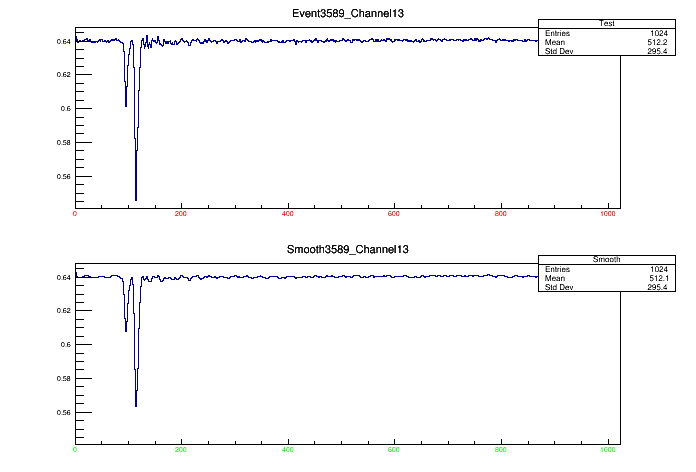 Event3589_Channel13
Test
Entries 1024
Mean 512.2
Std Dev 295.4
0.64
0.62
0.6
0.58
0.56
0 200 400 600 800 1000
Smooth3589_Channel13
Smooth
Entries 1024
Mean 512.1
Std Dev 295.4
0.64
0.62
0.6
0.58
0.56
0 200 400 600 800 1000